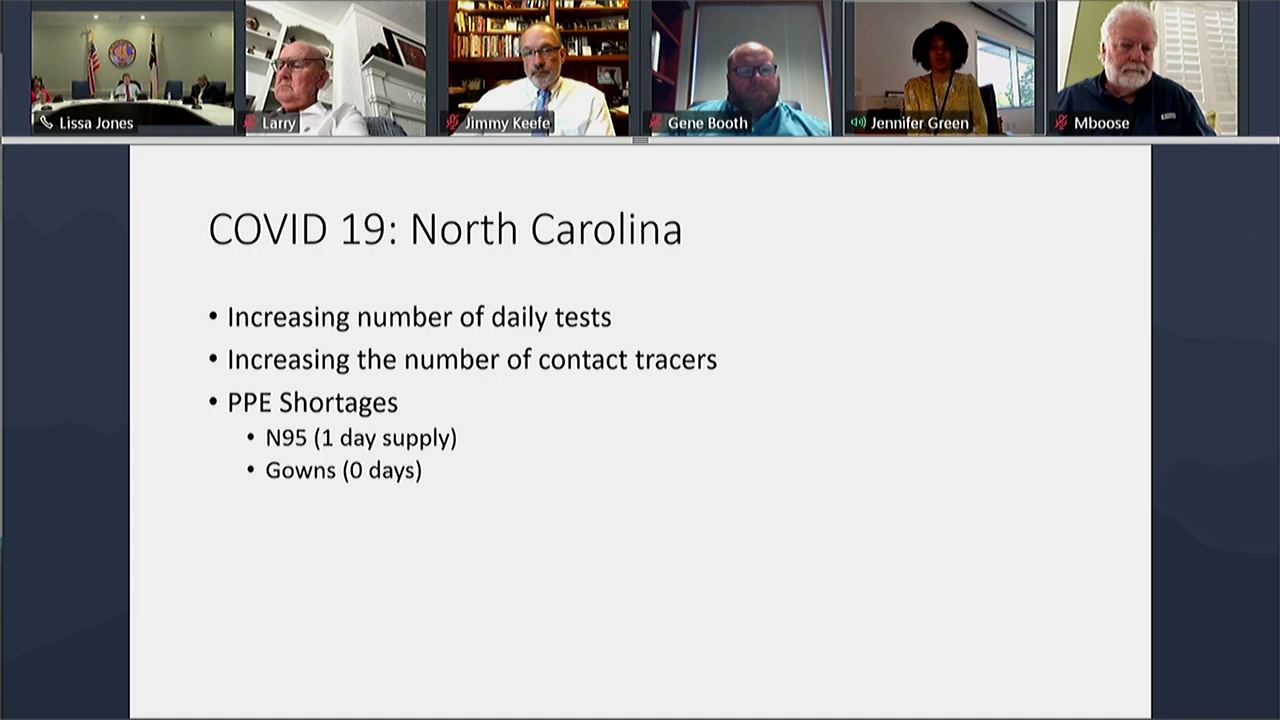 Lissa Jones
Larry
Jimmy Keefe
Gene Booth
Jennifer Green
Mboose
COVID 19: North Carolina
• Increasing number of daily tests
• Increasing the number of contact tracers
• PPE Shortages
• N95 (1 day supply)
• Gowns (0 days)